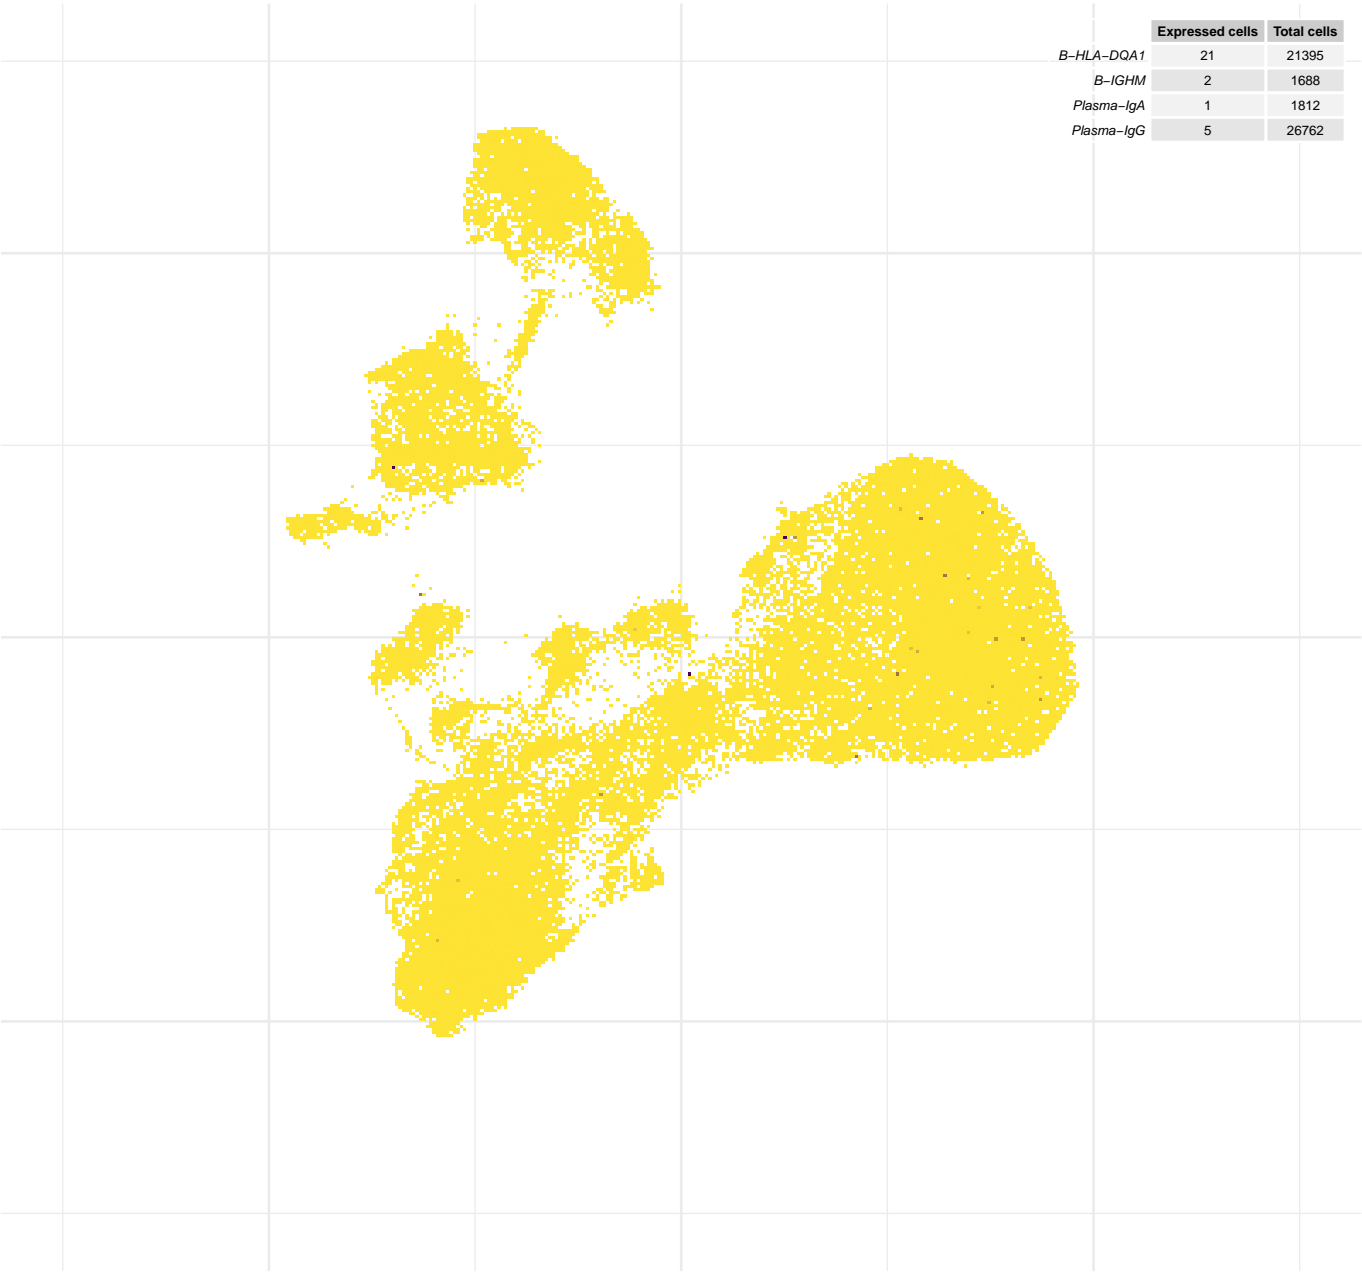 Expressed cells Total cells
B−HLA−DQA1 21 21395
B−IGHM 2 1688
Plasma−IgA 1 1812
Plasma−IgG 5 26762